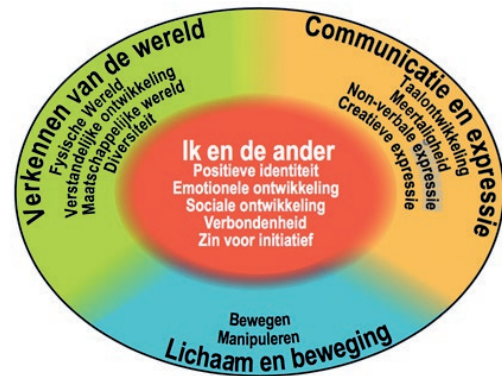 Verkennen van de wereld
Fysische Wereld
Verstandelijke ontwikkeling
Maatschappelijke wereld
Diversiteit
Communicatie en expressie
Taalontwikkeling
Meertaligheid
Non-verbale expressie
Creatieve expressie
Ik en de ander
Positieve identiteit
Emotionele ontwikkeling
Sociale ontwikkeling
Verbondenheid
Zin voor initiatief
Bewegen
Manipuleren
Lichaam en beweging